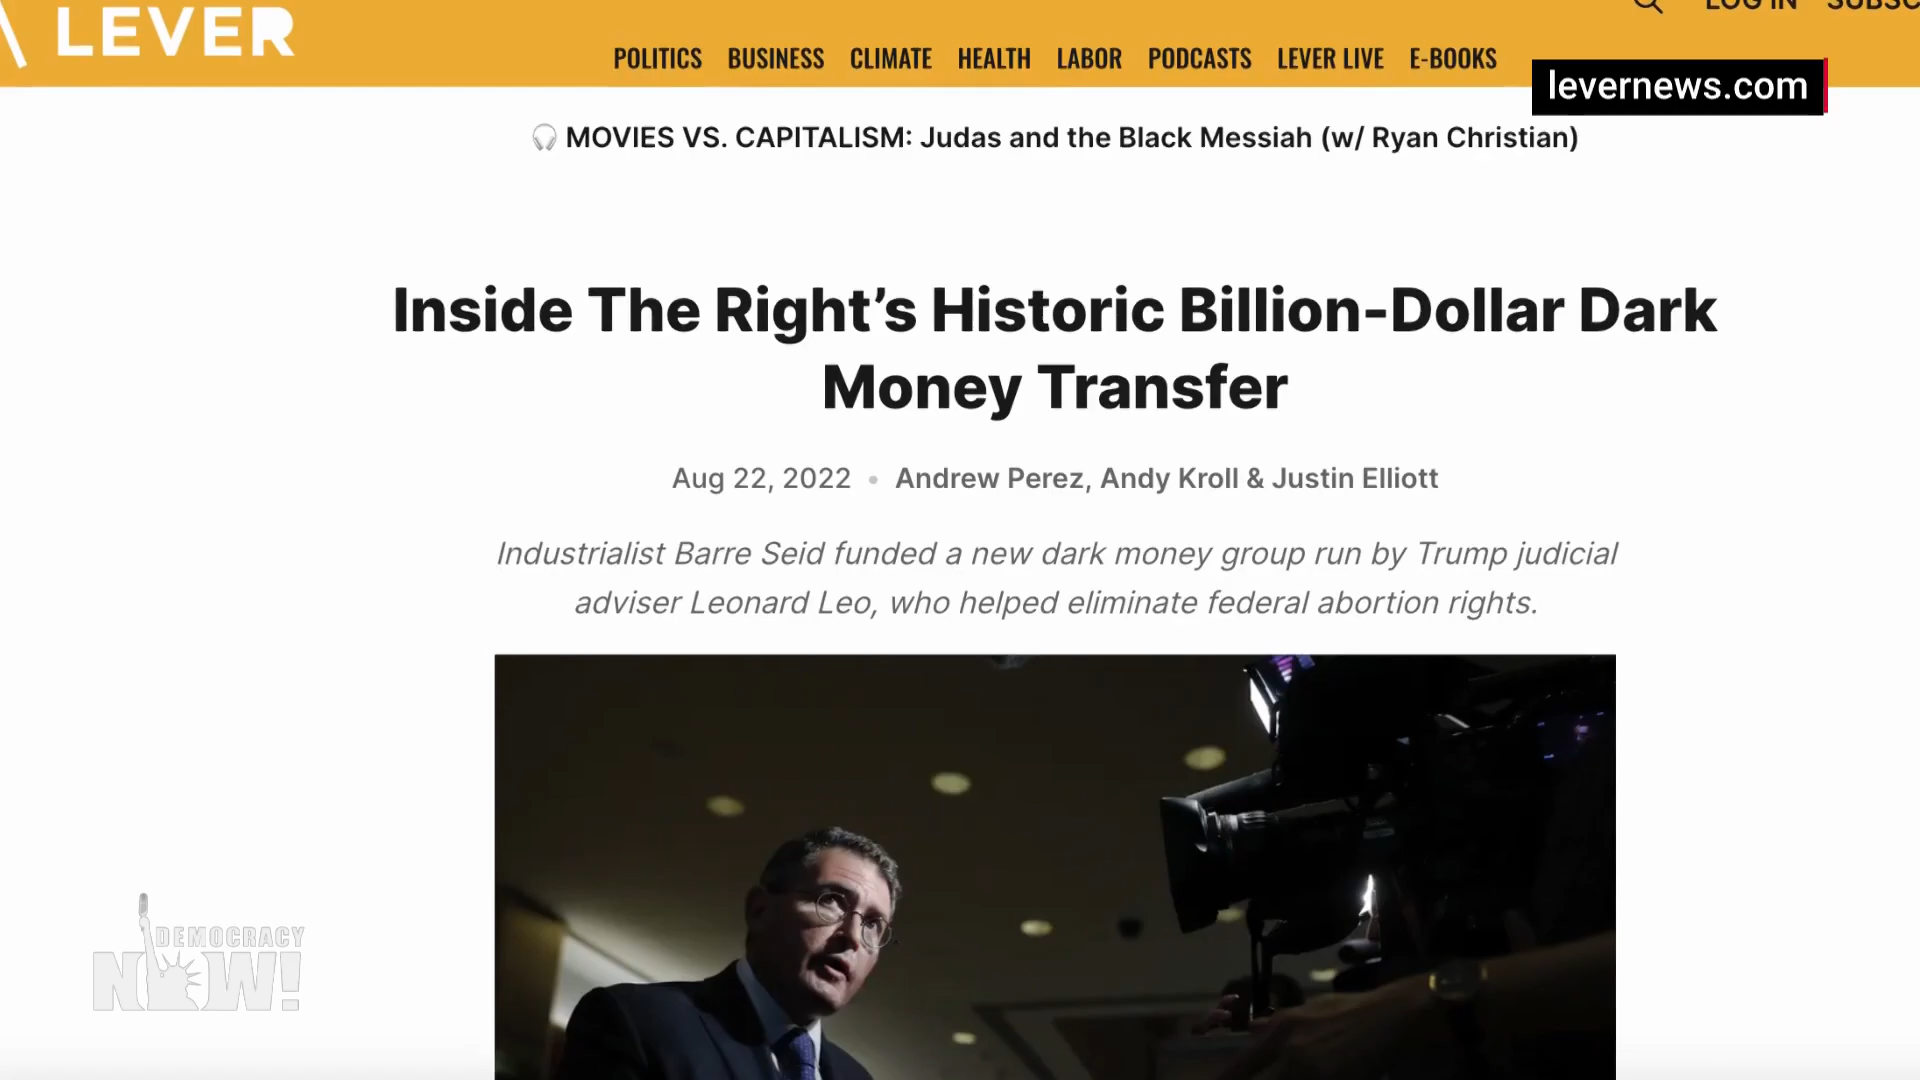 LEVER
LOG IN
POLITICS BUSINESS CLIMATE HEALTH LABOR PODCASTS LEVER LIVE E-BOOKS
levernews.com
MOVIES VS. CAPITALISM: Judas and the Black Messiah (w/ Ryan Christian)
Inside The Right’s Historic Billion-Dollar Dark
Money Transfer
Aug 22, 2022 • Andrew Perez, Andy Kroll & Justin Elliott
Industrialist Barre Seid funded a new dark money group run by Trump judicial
adviser Leonard Leo, who helped eliminate federal abortion rights.
DEMOCRACY
NOW!